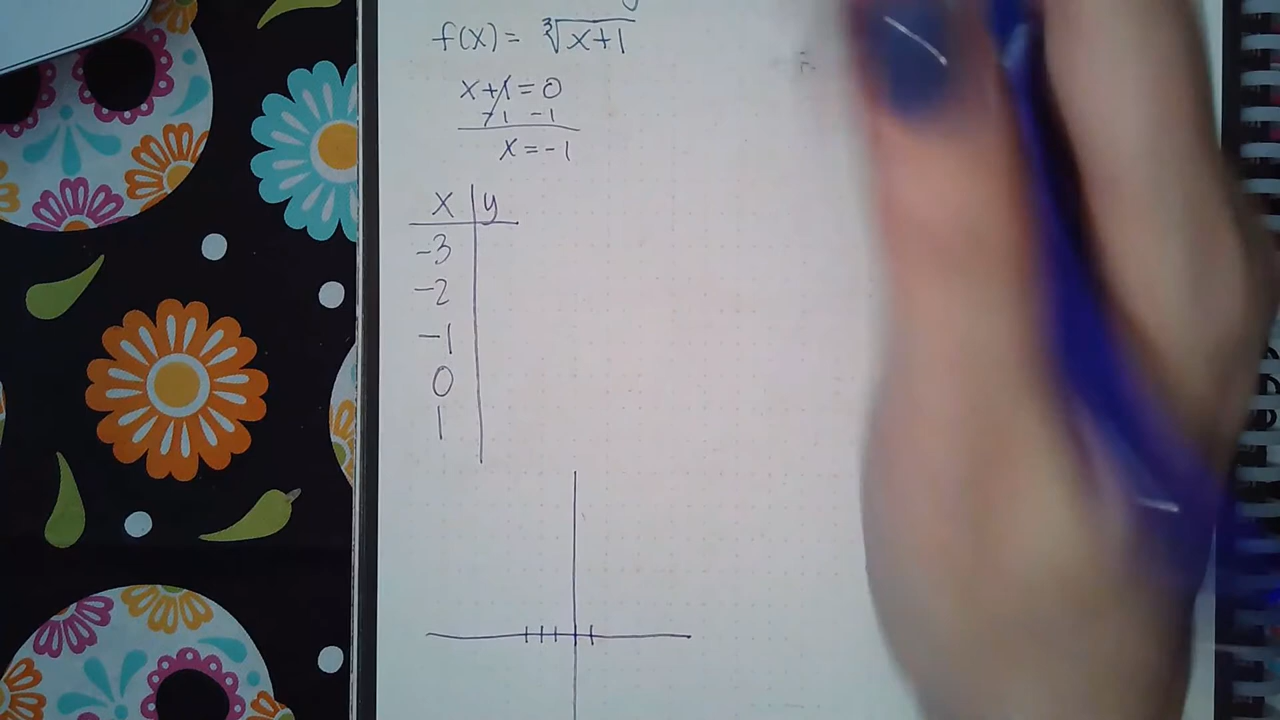 f(x) = ∛x+1
x+1=0
-1 -1
x=-1
x | y
-3
-2
-1
0
1